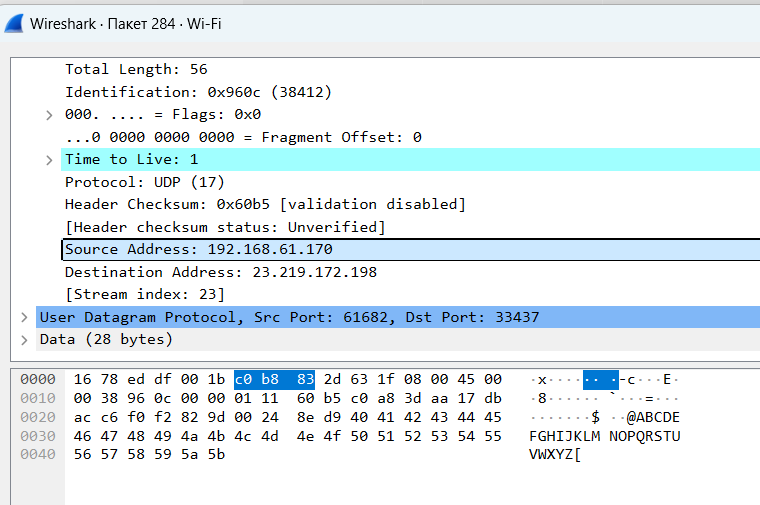 Wireshark · Пакет 284 · Wi-Fi
Total Length: 56
Identification: 0x960c (38412)
000. .... = Flags: 0x0
...0 0000 0000 0000 = Fragment Offset: 0
Time to Live: 1
Protocol: UDP (17)
Header Checksum: 0x60b5 [validation disabled]
[Header checksum status: Unverified]
Source Address: 192.168.61.170
Destination Address: 23.219.172.198
[Stream index: 23]
User Datagram Protocol, Src Port: 61682, Dst Port: 33437
Data (28 bytes)
0000 16 78 ed df 00 1b c0 b8 83 2d 63 1f 08 00 45 00 ·x···· ·· ·-c···E·
0010 00 38 96 0c 00 00 01 11 60 b5 c0 a8 3d aa 17 db ·8······ `···=···
0020 ac c6 f0 f2 82 9d 00 24 8e d9 40 41 42 43 44 45 ·······$ ··@ABCDE
0030 46 47 48 49 4a 4b 4c 4d 4e 4f 50 51 52 53 54 55 FGHIJKLM NOPQRSTU
0040 56 57 58 59 5a 5b VWXYZ[